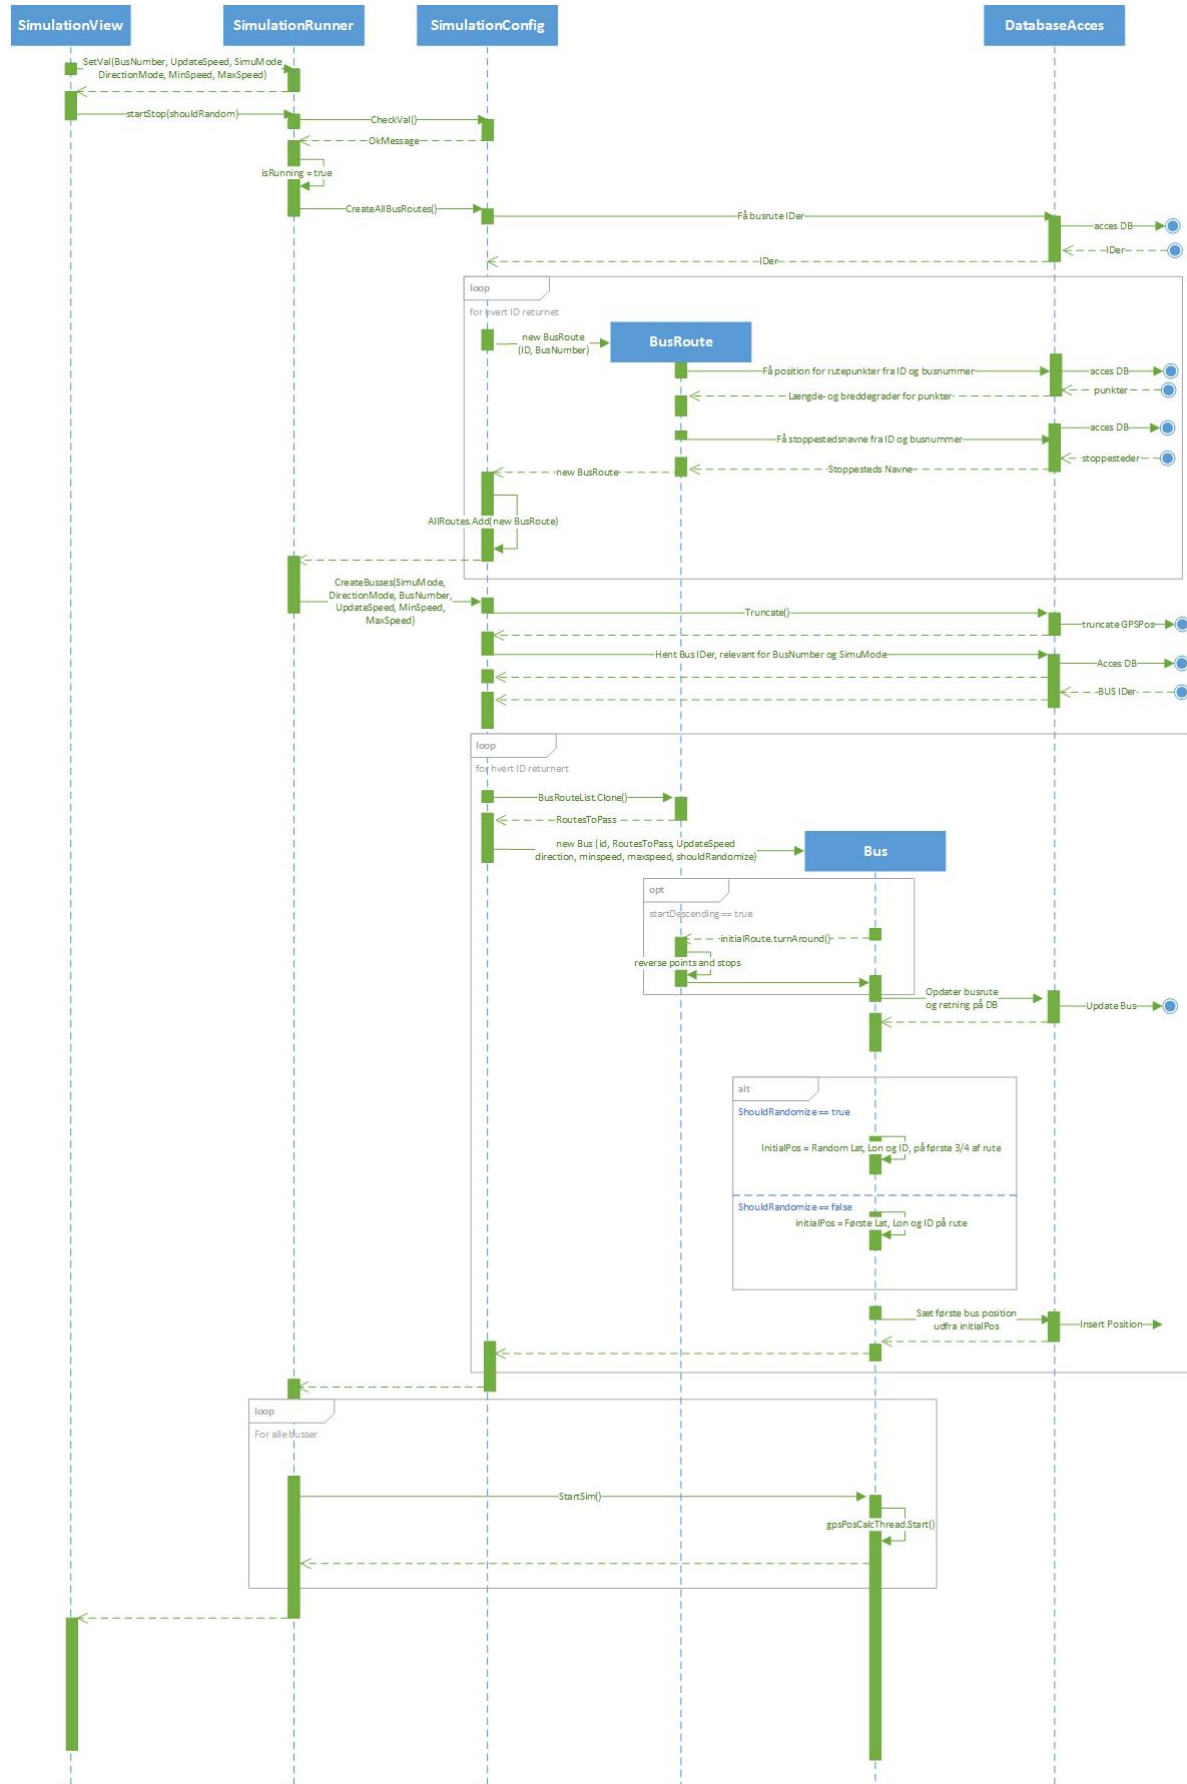 SimulationView
SimulationRunner
SimulationConfig
DatabaseAcces
SetVal(BusNumber, UpdateSpeed, SimuMode
DirectionMode, MinSpeed, MaxSpeed)
startStop(shouldRandom)
CheckVal()
OkMessage
isRunning = true
CreateAllBusRoutes()
Få busrute IDer
acces DB
IDer
IDer
loop
for hvert ID returnet
new BusRoute
(ID, BusNumber)
BusRoute
Få position for rutepunkter fra ID og busnummer
acces DB
punkter
Længde- og breddegrader for punkter
acces DB
Få stoppestedsnavne fra ID og busnummer
stoppesteder
new BusRoute
Stoppesteds Navne
AllRoutes.Add(new BusRoute)
CreateBusses(SimuMode,
DirectionMode, BusNumber,
UpdateSpeed, MinSpeed,
MaxSpeed)
Truncate()
truncate GPSPos
Hent Bus IDer, relevant for BusNumber og SimuMode
Acces DB
BUS IDer
loop
for hvert ID returnert
BusRouteList.Clone()
RoutesToPass
new Bus (id, RoutesToPass, UpdateSpeed
direction, minspeed, maxspeed, shouldRandomize)
Bus
opt
startDescending == true
initialRoute.turnAround()
reverse points and stops
Opdater busrute
og retning på DB
Update Bus
alt
ShouldRandomize == true
InitialPos = Random Lat, Lon og ID, på første 3/4 af rute
ShouldRandomize == false
initialPos = Første Lat, Lon og ID på rute
Sæt første bus position
udfra initialPos
Insert Position
loop
For alle busser
StartSim()
gpsPosCalcThread.Start()